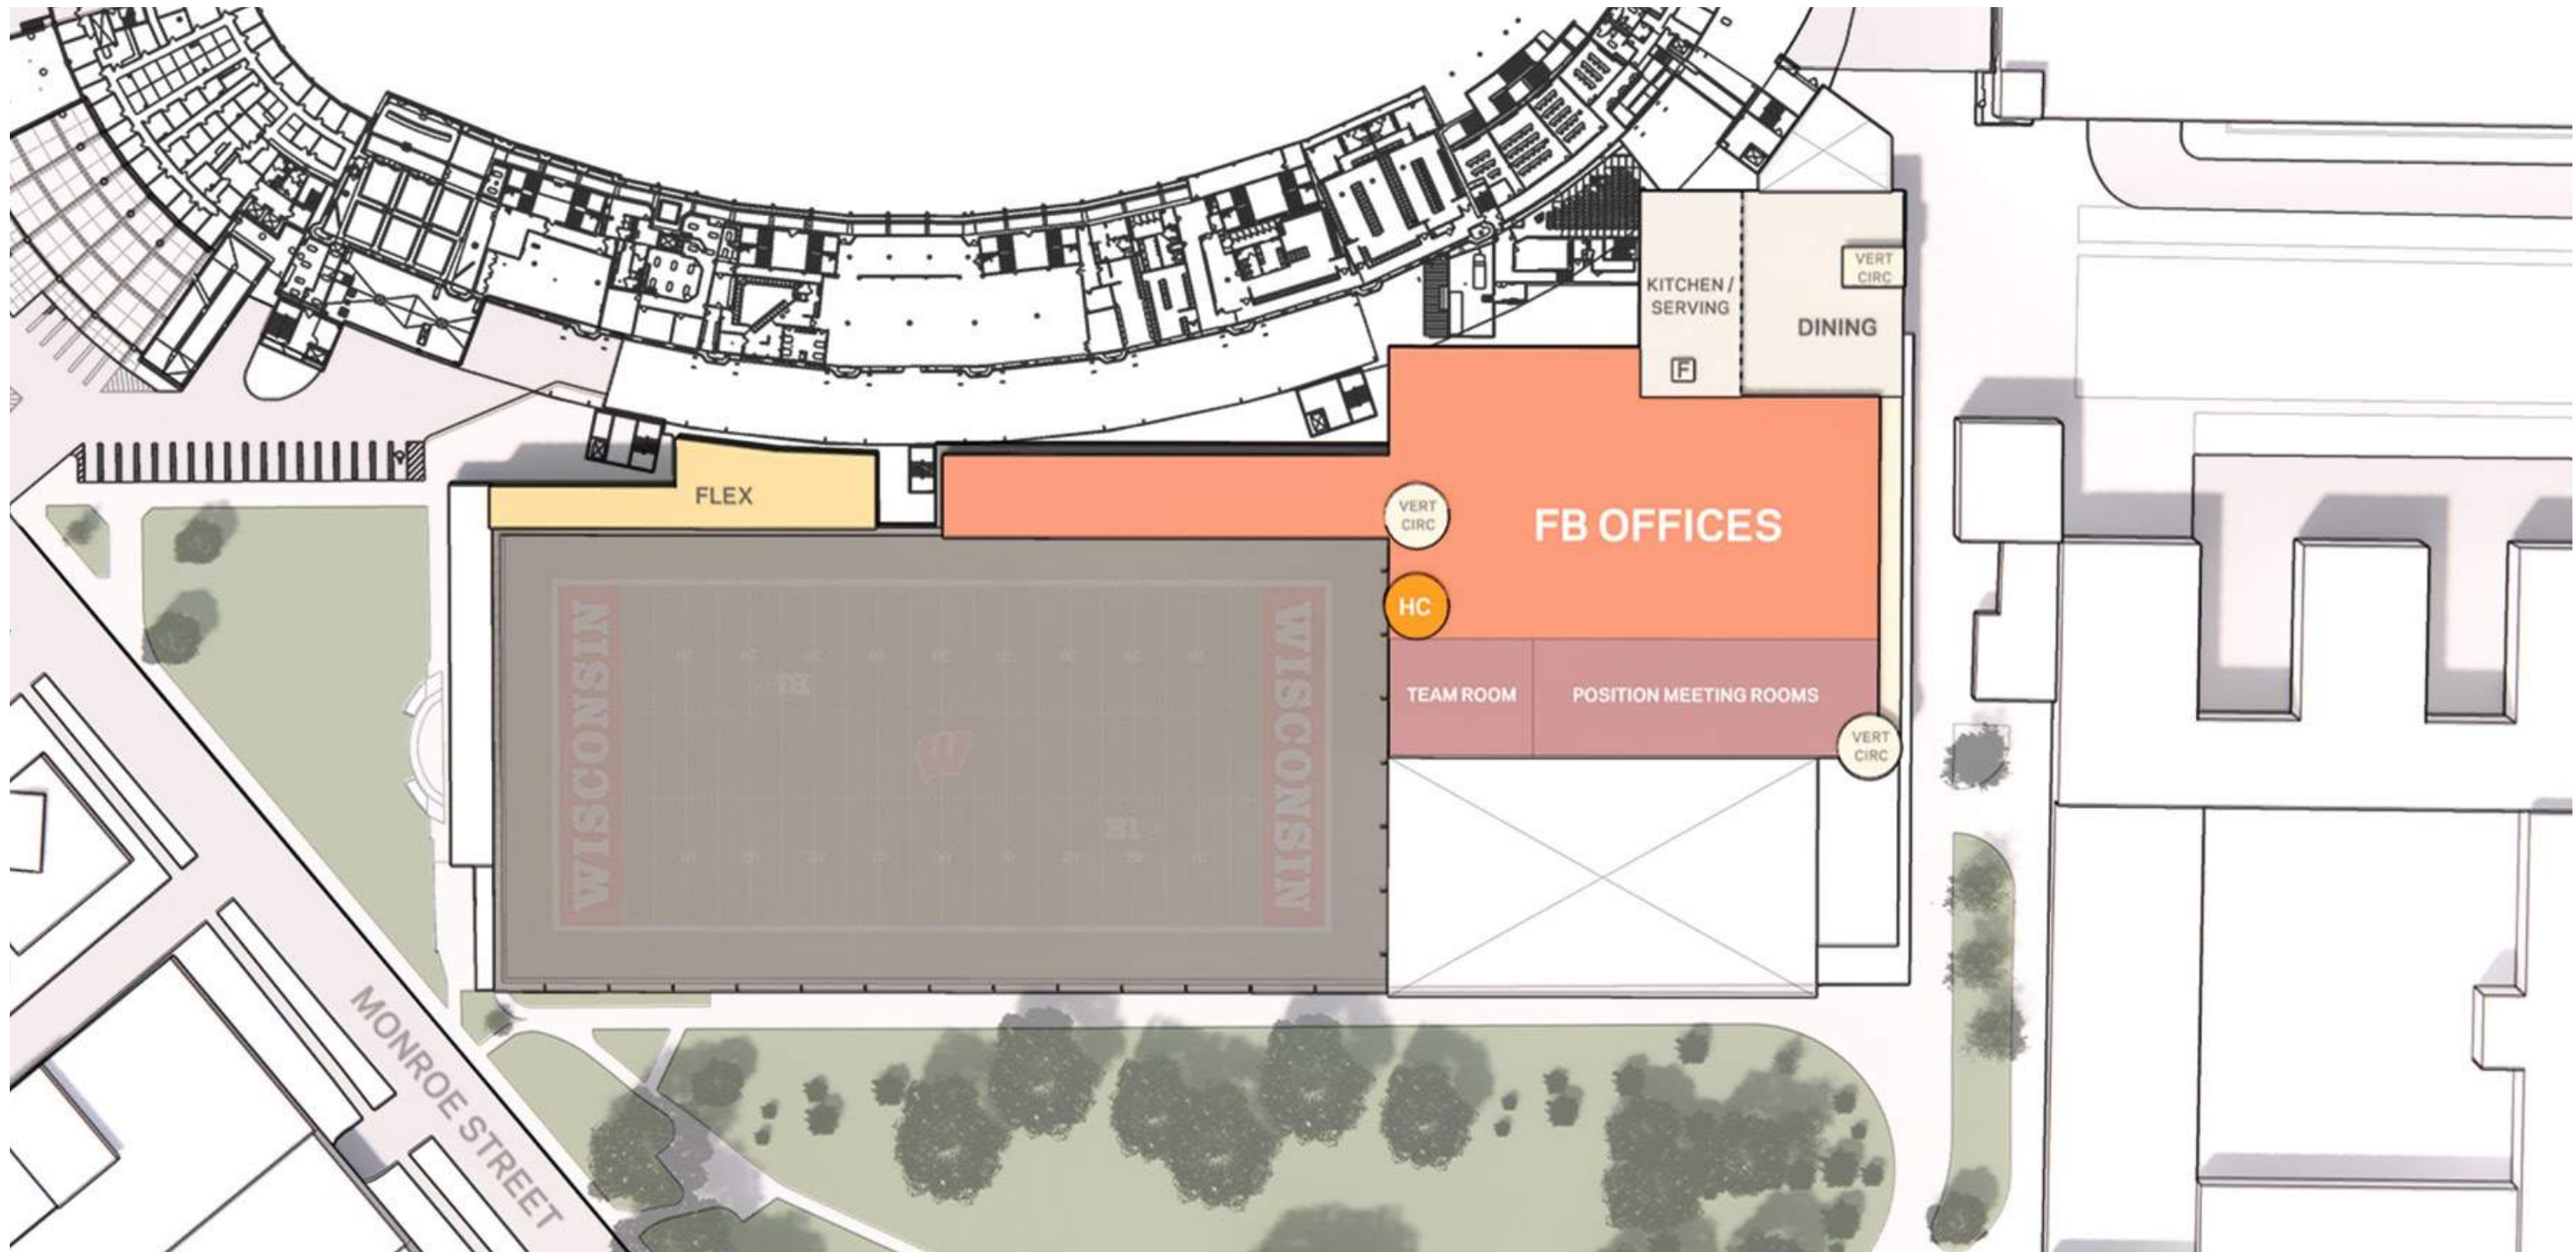 VERT
CIRC
KITCHEN /
SERVING
DINING
F
FLEX
VERT
CIRC
FB OFFICES
HC
WISCONSIN
WISCONSIN
W
TEAM ROOM
POSITION MEETING ROOMS
VERT
CIRC
MONROE STREET